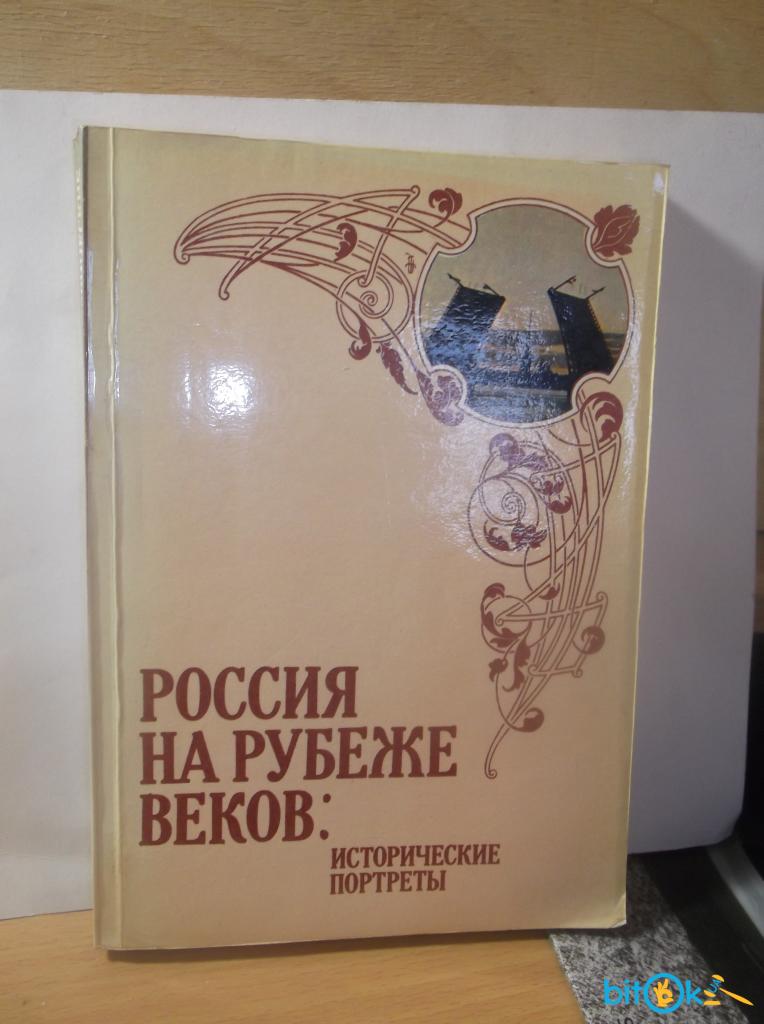 РОССИЯ
НА РУБЕЖЕ
ВЕКОВ:
ИСТОРИЧЕСКИЕ
ПОРТРЕТЫ
bitOk